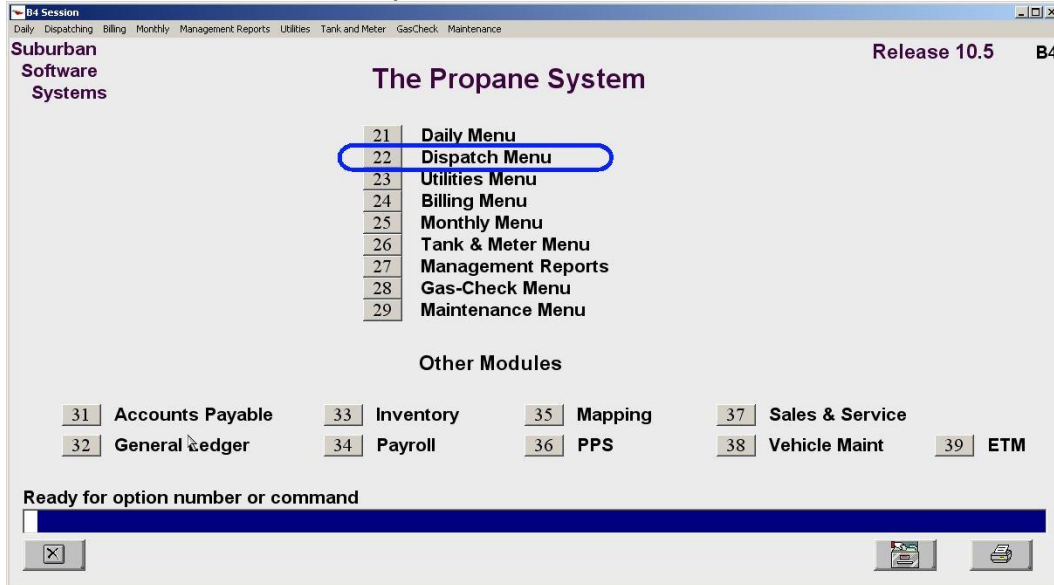 B4 Session
Daily Dispatching Billing Monthly Management Reports Utilities Tank and Meter GasCheck Maintenance
Suburban
Software
Systems
Release 10.5 B4
The Propane System
21 Daily Menu
22 Dispatch Menu
23 Utilities Menu
24 Billing Menu
25 Monthly Menu
26 Tank & Meter Menu
27 Management Reports
28 Gas-Check Menu
29 Maintenance Menu
Other Modules
31 Accounts Payable 33 Inventory 35 Mapping 37 Sales & Service
32 General Ledger 34 Payroll 36 PPS 38 Vehicle Maint 39 ETM
Ready for option number or command